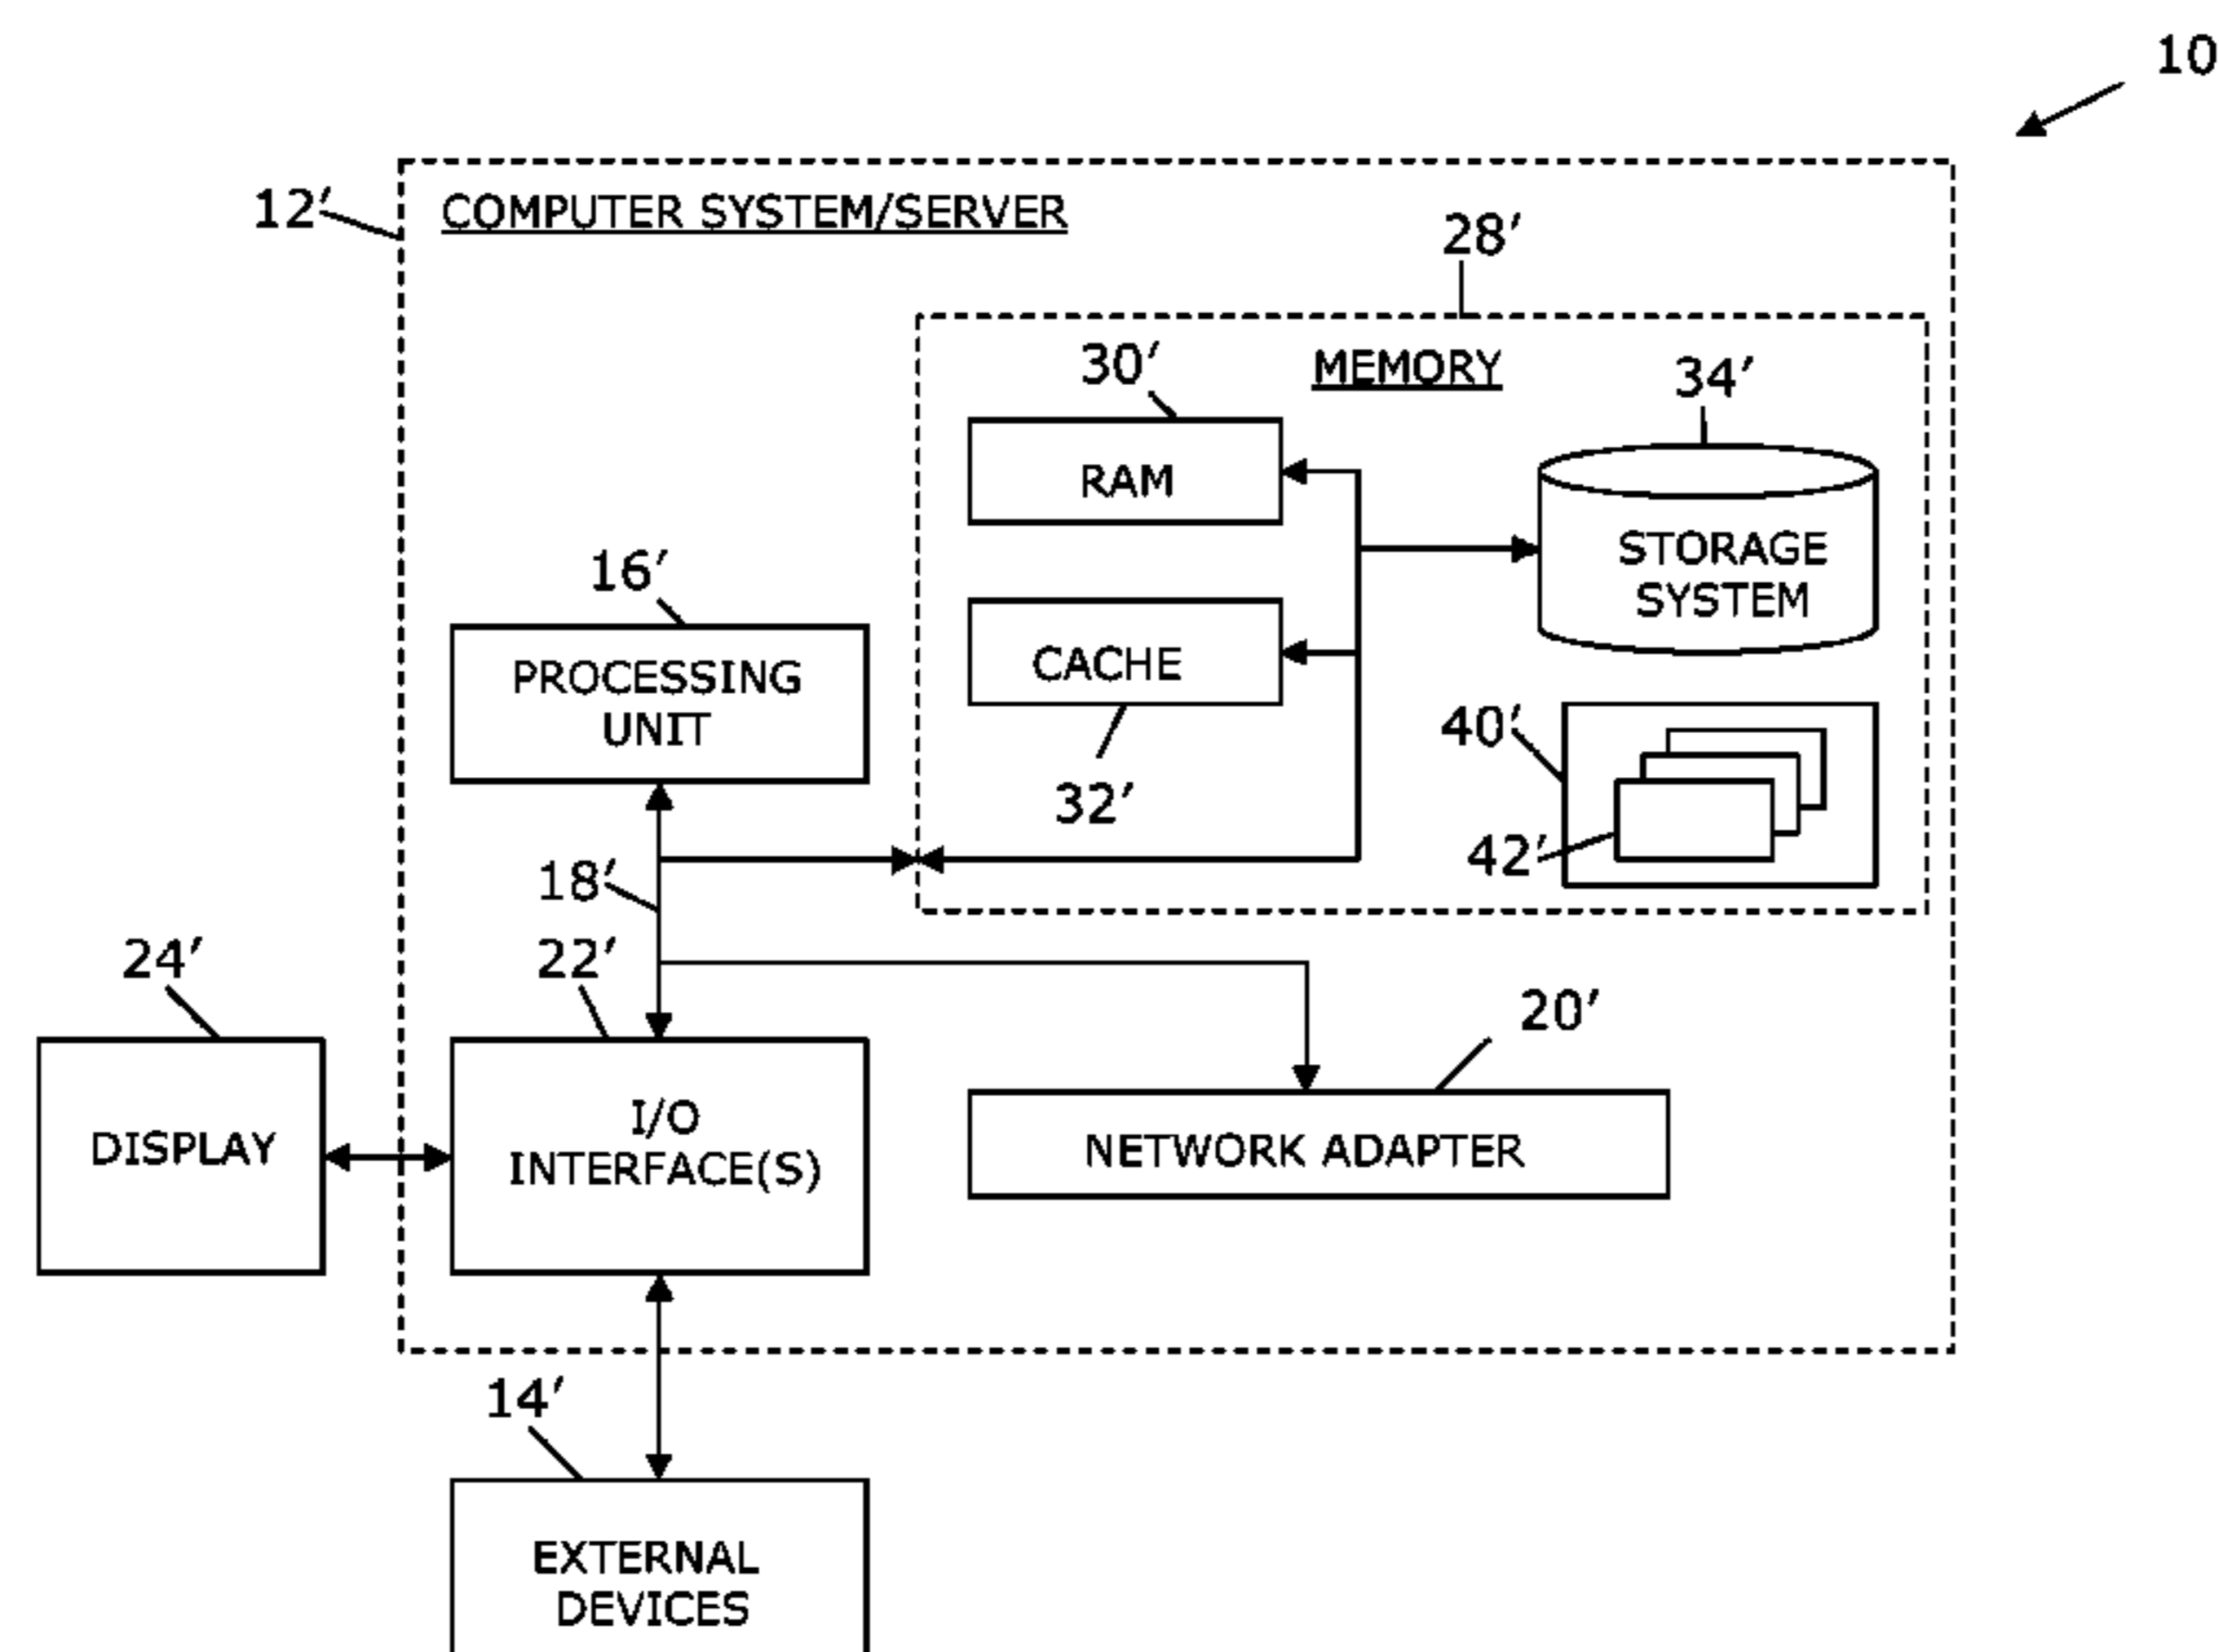 10
12′
COMPUTER SYSTEM/SERVER
28′
MEMORY
30′
RAM
34′
STORAGE
SYSTEM
16′
PROCESSING
UNIT
CACHE
32′
40′
42′
18′
22′
24′
20′
DISPLAY
I/O
INTERFACE(S)
NETWORK ADAPTER
14′
EXTERNAL
DEVICES